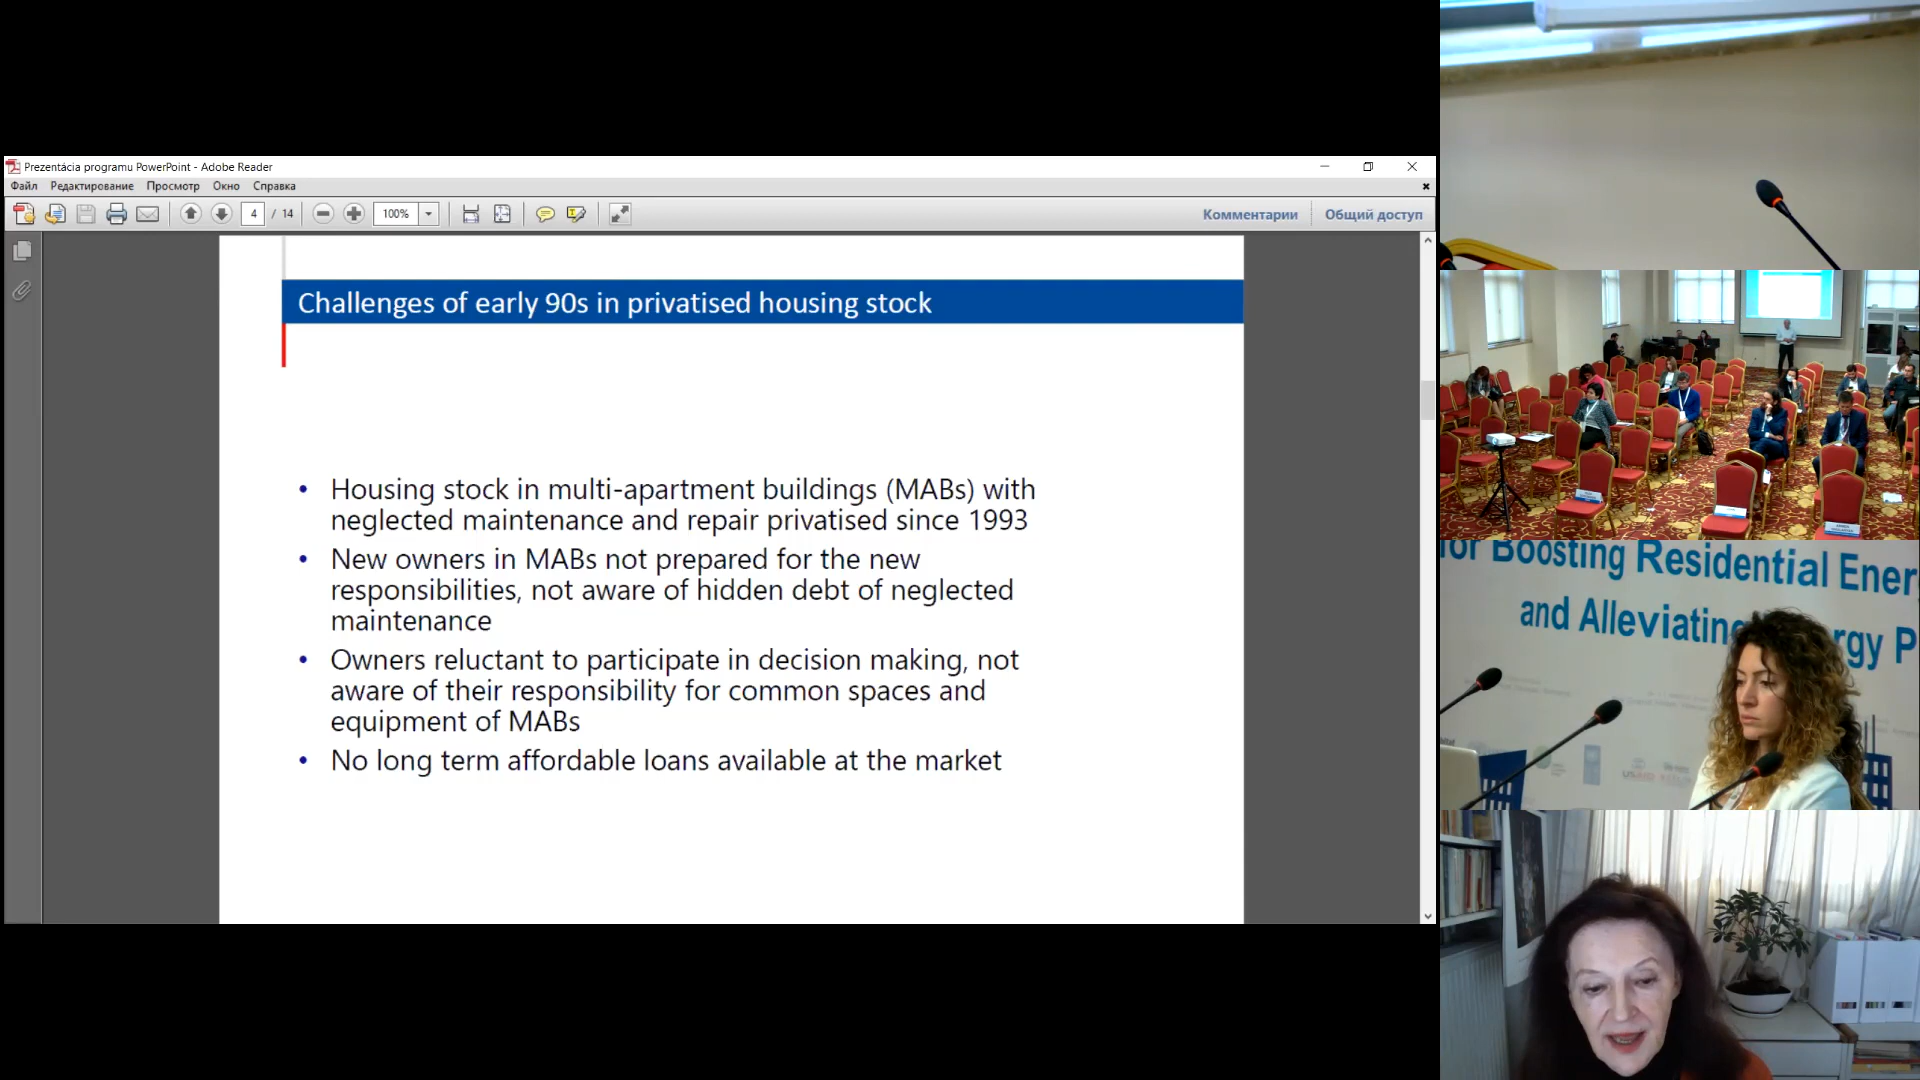 Prezentácia programu PowerPoint - Adobe Reader
Файл Редактирование Просмотр Окно Справка
4 / 14
100%
Комментарии
Общий доступ
Challenges of early 90s in privatised housing stock
• Housing stock in multi-apartment buildings (MABs) with
neglected maintenance and repair privatised since 1993
• New owners in MABs not prepared for the new
responsibilities, not aware of hidden debt of neglected
maintenance
• Owners reluctant to participate in decision making, not
aware of their responsibility for common spaces and
equipment of MABs
• No long term affordable loans available at the market
for Boosting Residential Ener
and Alleviating